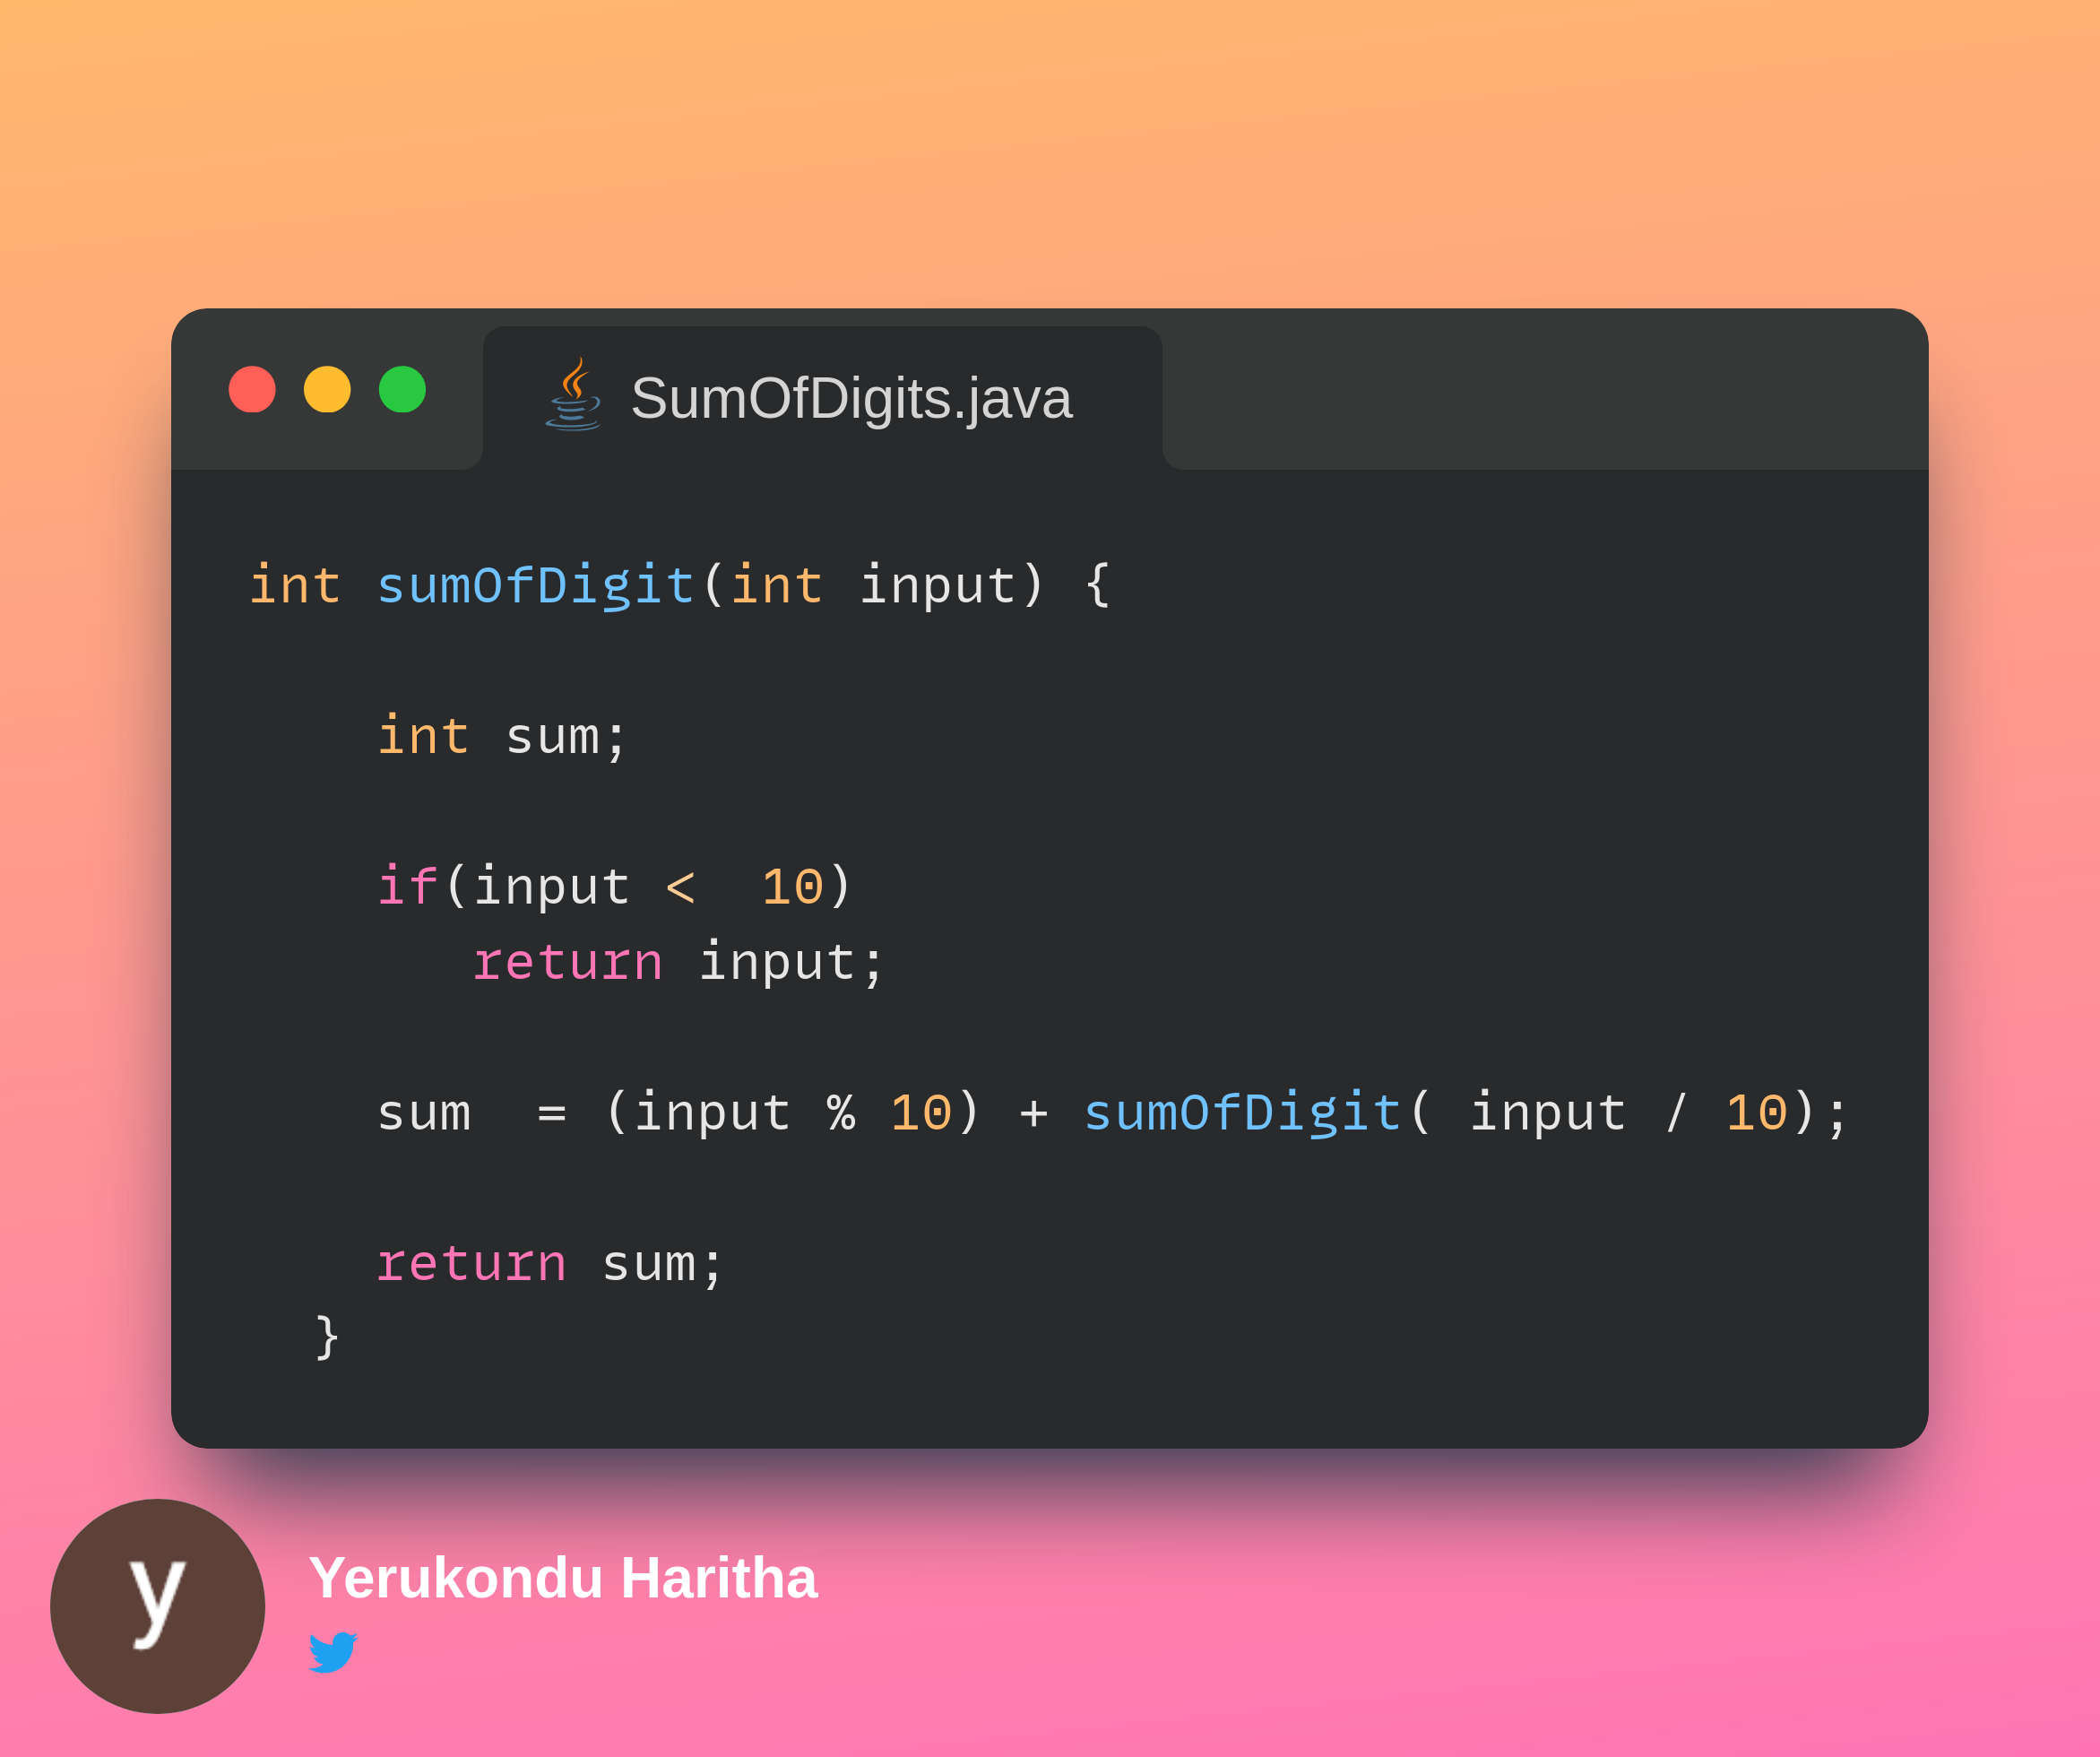 SumOfDigits.java
int sumOfDigit(int input) {
    int sum;
    if(input <  10)
       return input;
    sum  = (input % 10) + sumOfDigit( input / 10);
    return sum;
  }
y
Yerukondu Haritha